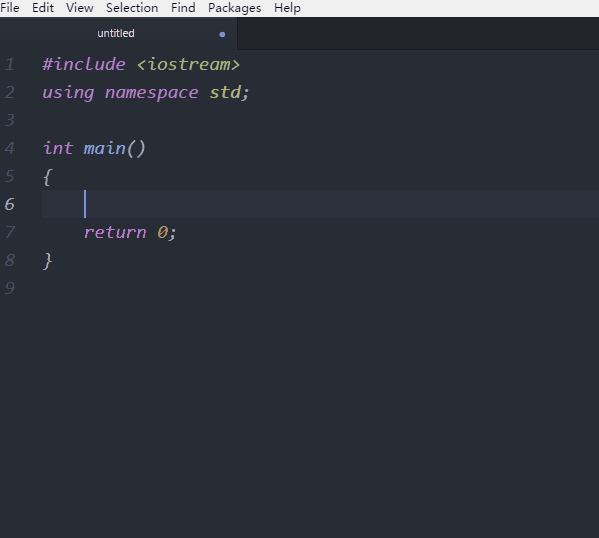 File Edit View Selection Find Packages Help
untitled
1 #include <iostream>
2 using namespace std;
3
4 int main()
5 {
6
7 return 0;
8 }
9